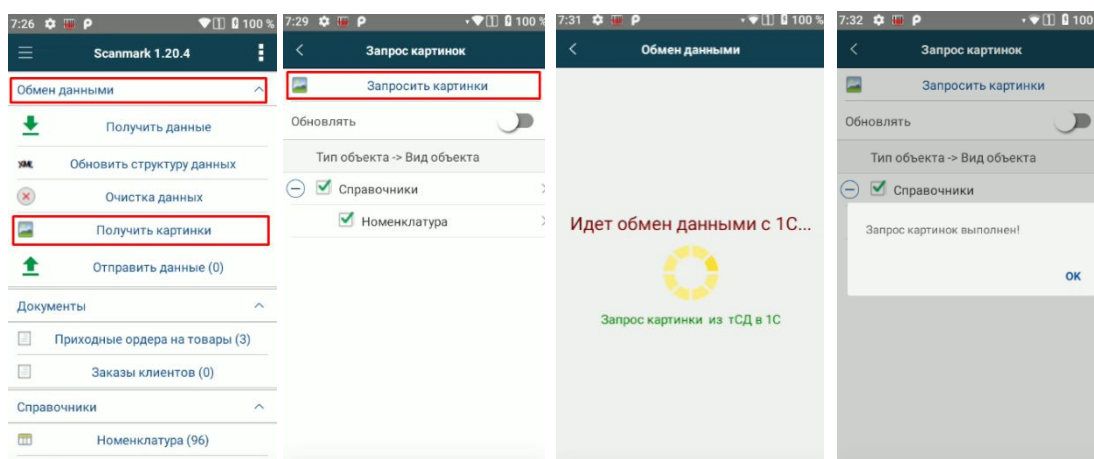 7:26 P 100 %
Scanmark 1.20.4
Обмен данными
Получить данные
XML Обновить структуру данных
Очистка данных
Получить картинки
Отправить данные (0)
Документы
Приходные ордера на товары (3)
Заказы клиентов (0)
Справочники
Номенклатура (96)
7:29 P 100 %
Запрос картинок
Запросить картинки
Обновлять
Тип объекта -> Вид объекта
Справочники
Номенклатура
7:31 P 100 %
Обмен данными
Идет обмен данными с 1С...
Запрос картинки из тСД в 1С
7:32 P 100
Запрос картинок
Запросить картинки
Обновлять
Тип объекта -> Вид объекта
Справочники
Запрос картинок выполнен!
ОК